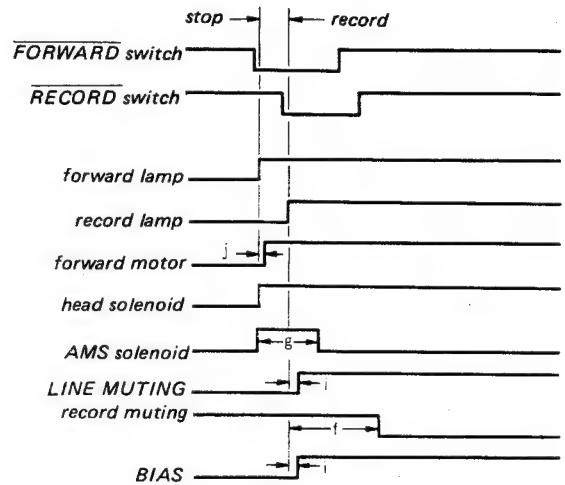 stop record
FORWARD switch
RECORD switch
forward lamp
record lamp
j
forward motor
head solenoid
g
AMS solenoid
i
LINE MUTING
record muting
f
i
BIAS